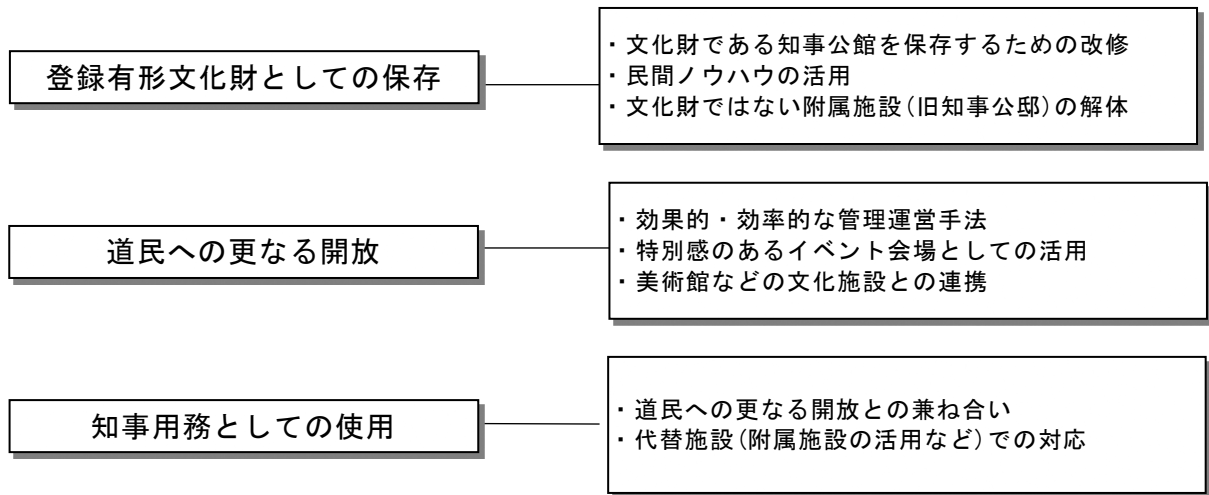 登録有形文化財としての保存
・文化財である知事公館を保存するための改修
・民間ノウハウの活用
・文化財ではない附属施設(旧知事公邸)の解体
道民への更なる開放
・効果的・効率的な管理運営手法
・特別感のあるイベント会場としての活用
・美術館などの文化施設との連携
知事用務としての使用
・道民への更なる開放との兼ね合い
・代替施設(附属施設の活用など)での対応